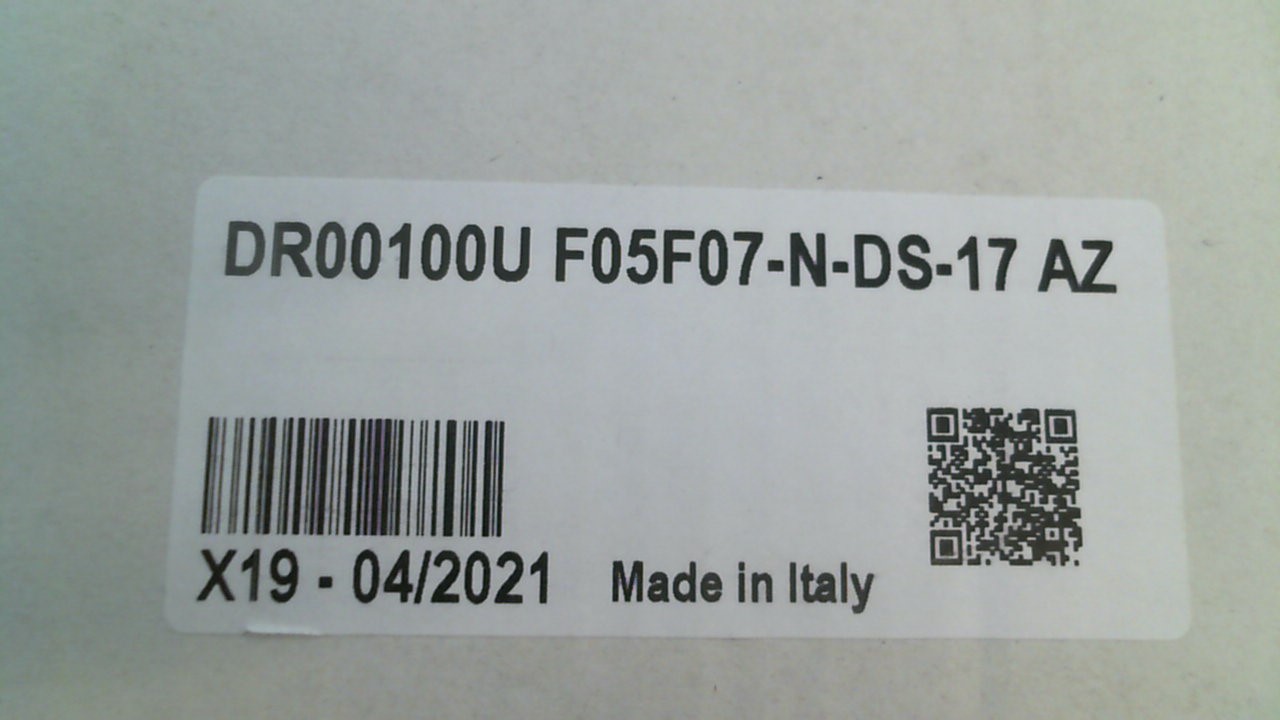 DR00100U F05F07-N-DS-17 AZ
X19 - 04/2021
Made in Italy